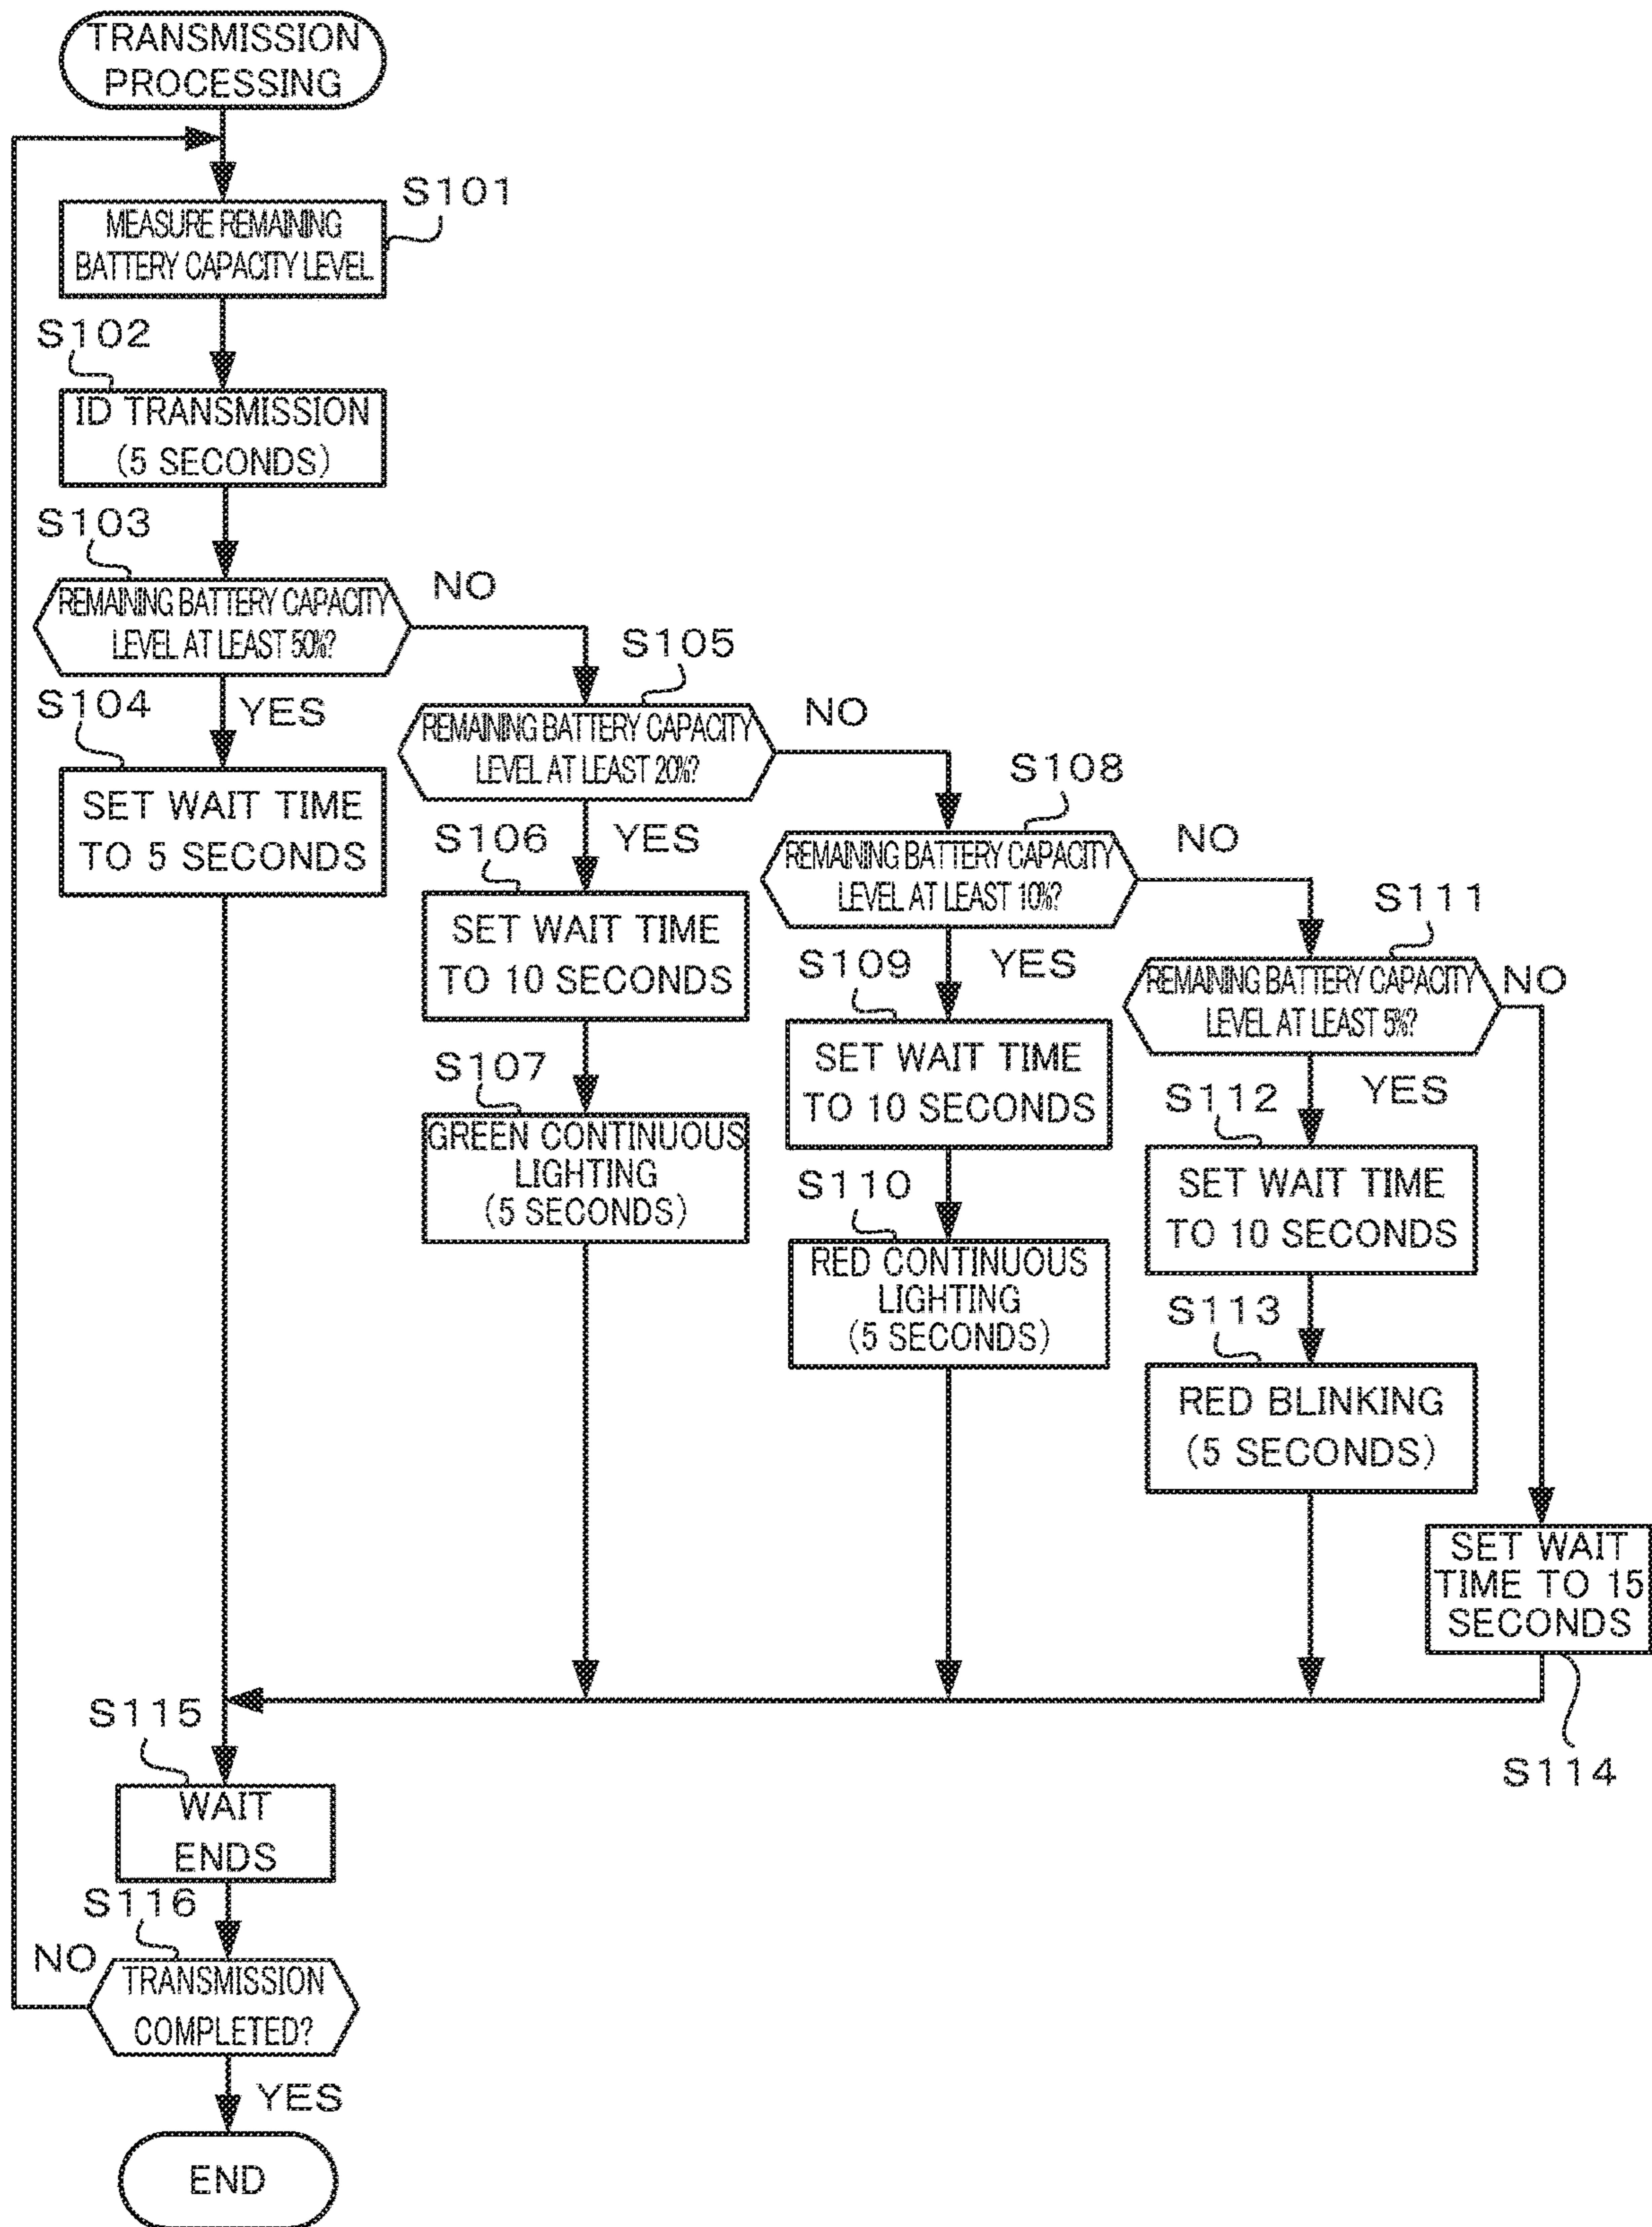 TRANSMISSION
PROCESSING
S101
MEASURE REMAINING
BATTERY CAPACITY LEVEL
S102
ID TRANSMISSION
(5 SECONDS)
S103
REMAINING BATTERY CAPACITY
LEVEL AT LEAST 50%?
NO
YES
S104
SET WAIT TIME
TO 5 SECONDS
S105
REMAINING BATTERY CAPACITY
LEVEL AT LEAST 20%?
NO
YES
S106
SET WAIT TIME
TO 10 SECONDS
S107
GREEN CONTINUOUS
LIGHTING
(5 SECONDS)
S108
REMAINING BATTERY CAPACITY
LEVEL AT LEAST 10%?
NO
YES
S109
SET WAIT TIME
TO 10 SECONDS
S110
RED CONTINUOUS
LIGHTING
(5 SECONDS)
S111
REMAINING BATTERY CAPACITY
LEVEL AT LEAST 5%?
NO
YES
S112
SET WAIT TIME
TO 10 SECONDS
S113
RED BLINKING
(5 SECONDS)
SET WAIT
TIME TO 15
SECONDS
S114
S115
WAIT
ENDS
S116
TRANSMISSION
COMPLETED?
NO
YES
END